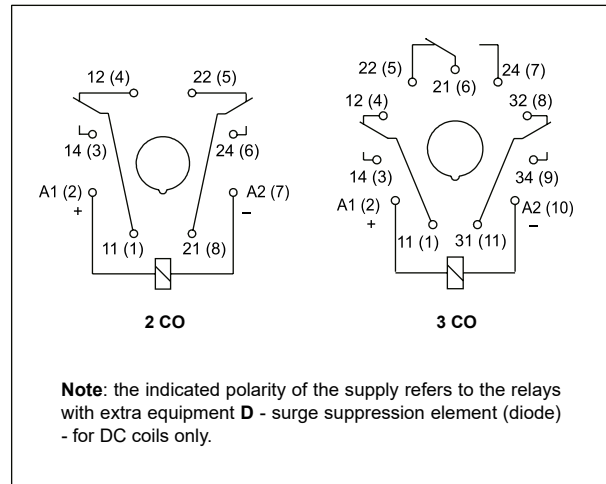 12 (4)
22 (5)
14 (3)
24 (6)
A1 (2)
A2 (7)
+
–
11 (1)
21 (8)
2 CO
22 (5)
21 (6)
24 (7)
12 (4)
32 (8)
14 (3)
34 (9)
A1 (2)
A2 (10)
+
–
11 (1)
31 (11)
3 CO
Note: the indicated polarity of the supply refers to the relays
with extra equipment D - surge suppression element (diode)
- for DC coils only.